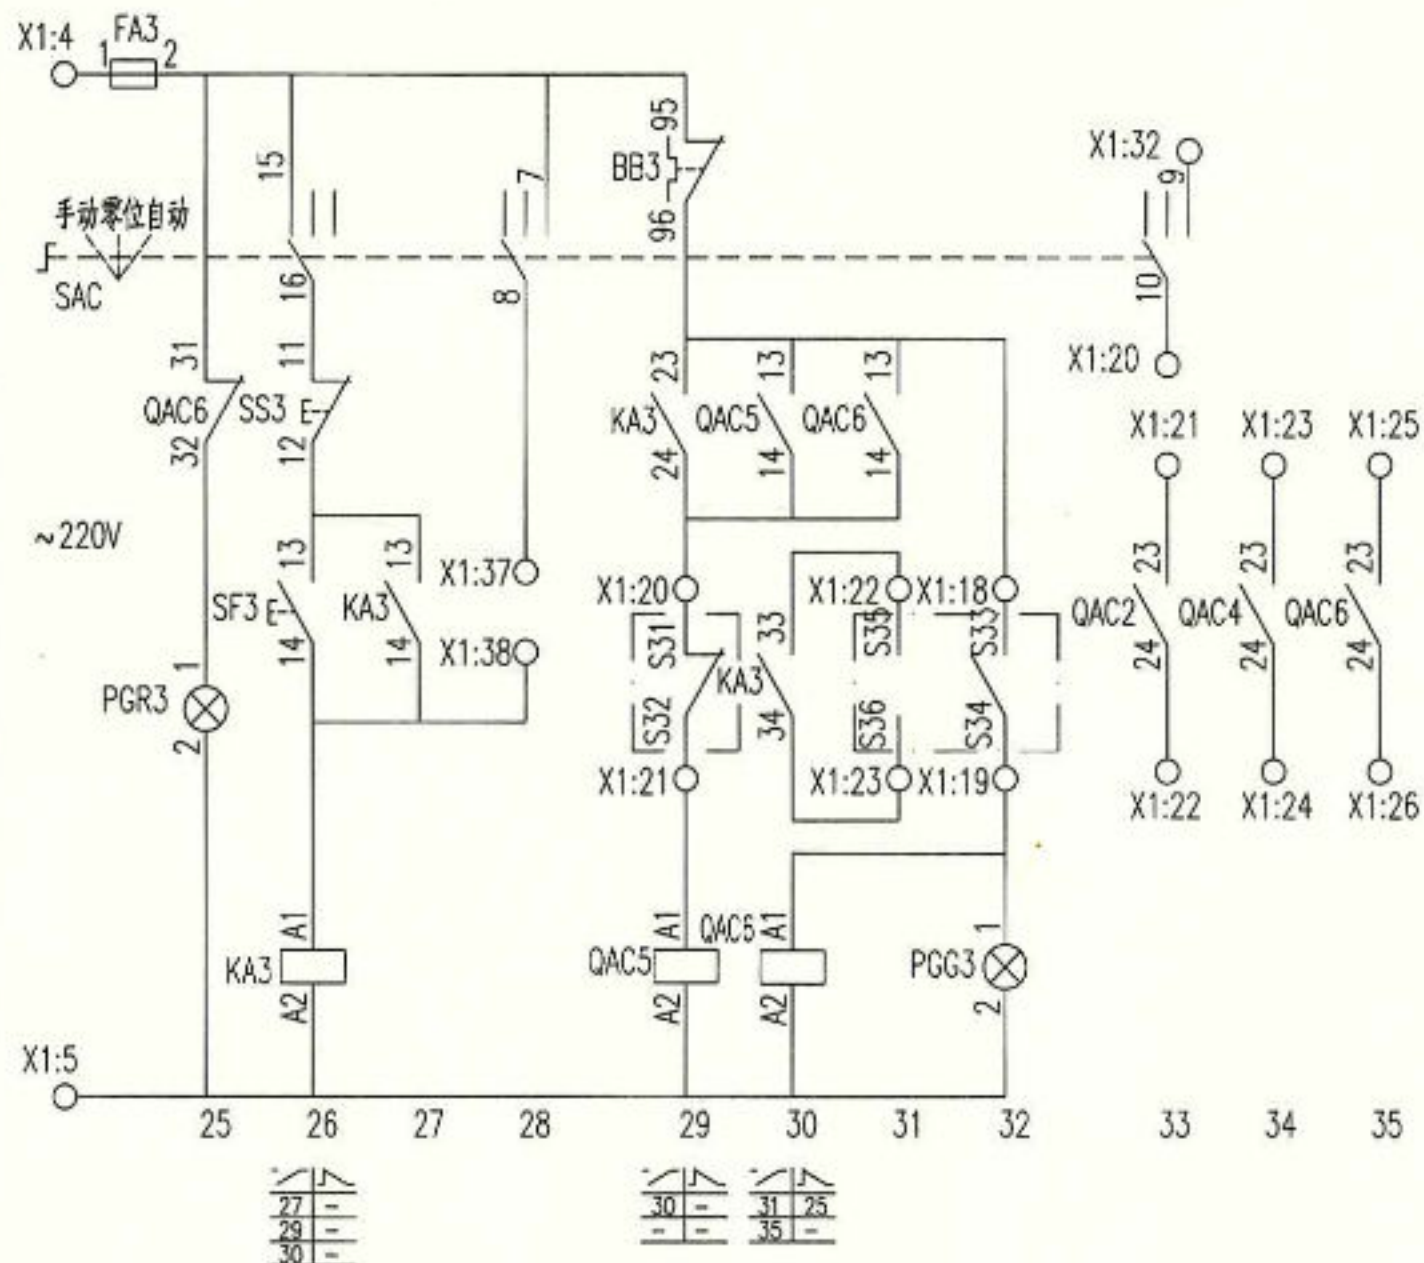 X1:4
FA3
1
2
95
BB3
96
X1:32
9
15
7
手动零位自动
SAC
16
8
10
X1:20
31
11
23
13
13
QAC6
SS3
KA3
QAC5
QAC6
32
12
24
14
14
X1:21
X1:23
X1:25
~220V
13
13
X1:37
X1:20
X1:22
X1:18
23
23
23
SF3
KA3
QAC2
QAC4
QAC6
14
14
X1:38
S31
33
S35
S33
24
24
24
1
PGR3
2
KA3
S32
34
S36
S34
X1:21
X1:23
X1:19
X1:22
X1:24
X1:26
A1
A1
QAC6
A1
1
KA3
QAC5
PGG3
A2
A2
A2
2
X1:5
25
26
27
28
29
30
31
32
33
34
35
27 -
29 -
30 -
30 -
- -
31 25
35 -